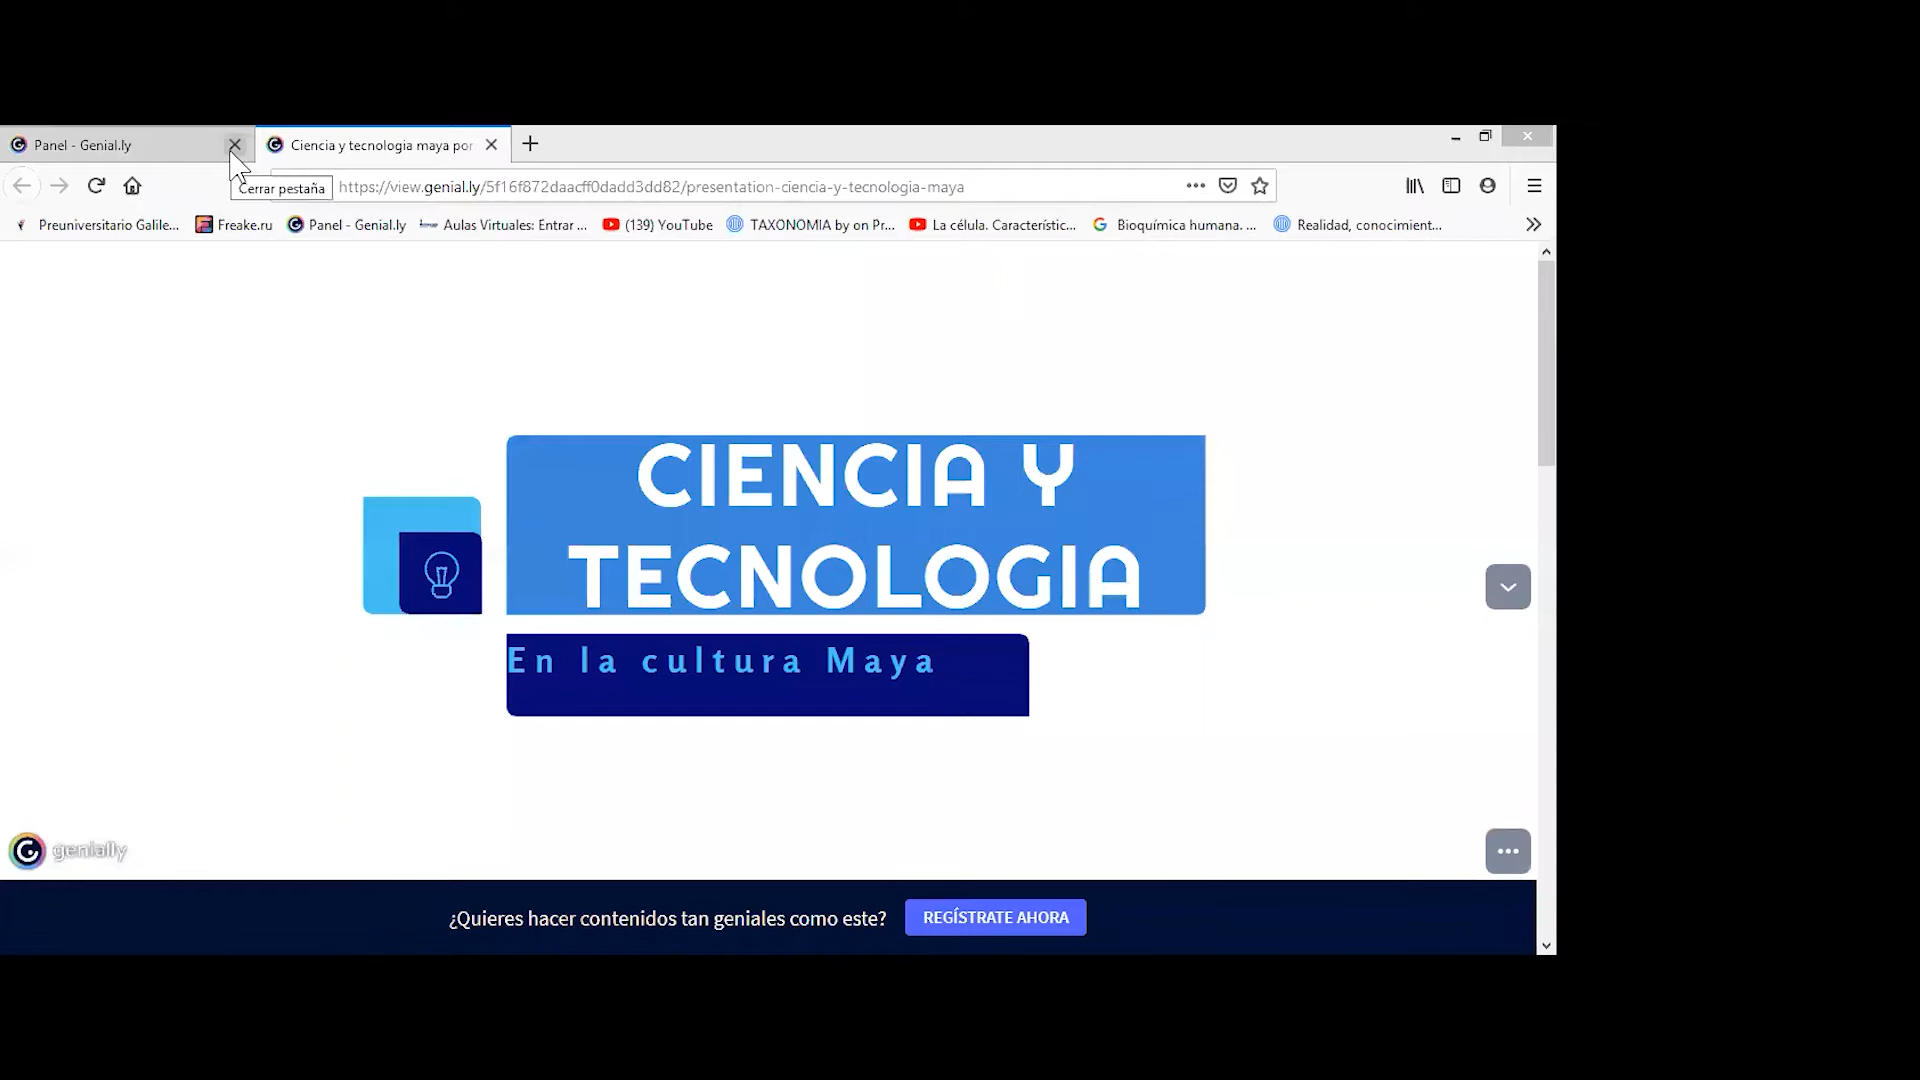 Panel - Genial.ly
Ciencia y tecnologia maya por
Cerrar pestaña
https://view.genial.ly/5f16f872daacff0dadd3dd82/presentation-ciencia-y-tecnologia-maya
Preuniversitario Galile...
Freake.ru
Panel - Genial.ly
Aulas Virtuales: Entrar ...
(139) YouTube
TAXONOMIA by on Pr...
La célula. Característic...
Bioquímica humana. ...
Realidad, conocimient...
CIENCIA Y
TECNOLOGIA
En la cultura Maya
genially
¿Quieres hacer contenidos tan geniales como este?
REGÍSTRATE AHORA